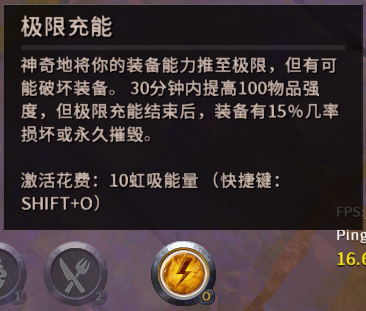 极限充能
神奇地将你的装备能力推至极限，但有可
能破坏装备。 30分钟内提高100物品强
度，但极限充能结束后，装备有15%几率
损坏或永久摧毁。
激活花费：10虹吸能量 （快捷键：
SHIFT+O）
FPS:
Ping
16.6
1
2
O